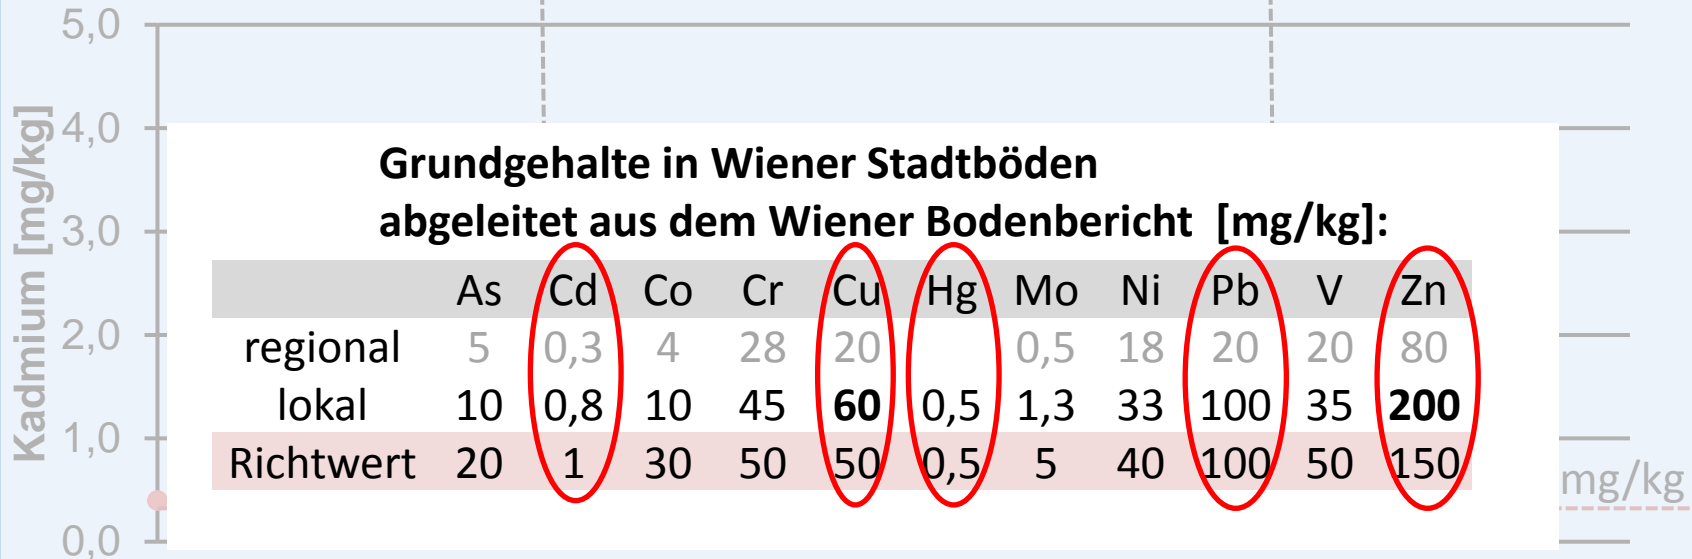 5,0
4,0
3,0
2,0
1,0
0,0
Kadmium [mg/kg]
Grundgehalte in Wiener Stadtböden
abgeleitet aus dem Wiener Bodenbericht [mg/kg]:
As Cd Co Cr Cu Hg Mo Ni Pb V Zn
regional 5 0,3 4 28 20 0,5 18 20 20 80
lokal 10 0,8 10 45 60 0,5 1,3 33 100 35 200
Richtwert 20 1 30 50 50 0,5 5 40 100 50 150
mg/kg